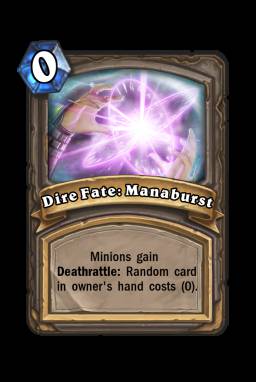 0
Dire Fate: Manaburst
Minions gain
Deathrattle: Random card
in owner's hand costs (0).